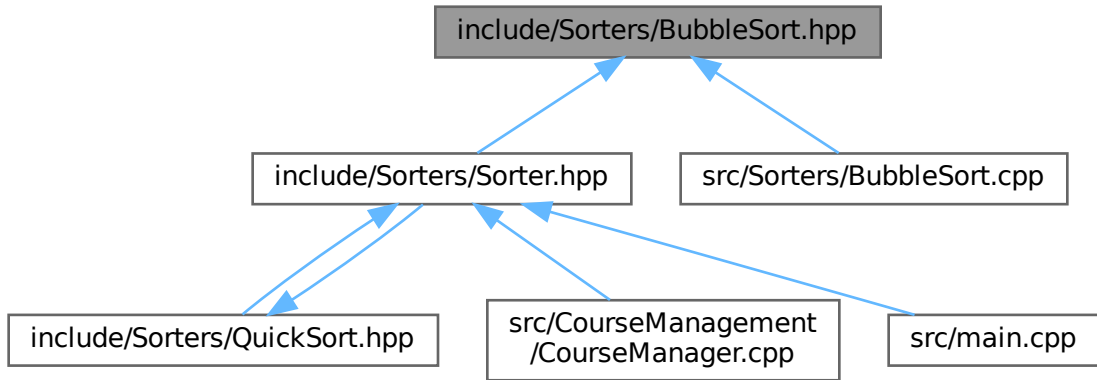 include/Sorters/BubbleSort.hpp
include/Sorters/Sorter.hpp
src/Sorters/BubbleSort.cpp
include/Sorters/QuickSort.hpp
src/CourseManagement
/CourseManager.cpp
src/main.cpp